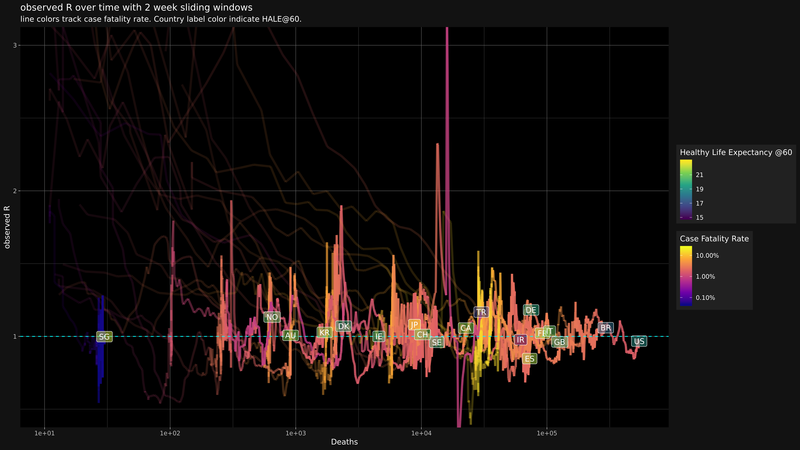 observed R over time with 2 week sliding windows
line colors track case fatality rate. Country label color indicate HALE@60.
3
2
1
observed R
NO
AU
SG
KR
DK
IE
JP
CH
SE
CA
TR
IR
DE
ES
IT
GB
BR
US
1e+01
1e+02
1e+03
1e+04
1e+05
Deaths
Healthy Life Expectancy @60
21
19
17
15
Case Fatality Rate
10.00%
1.00%
0.10%